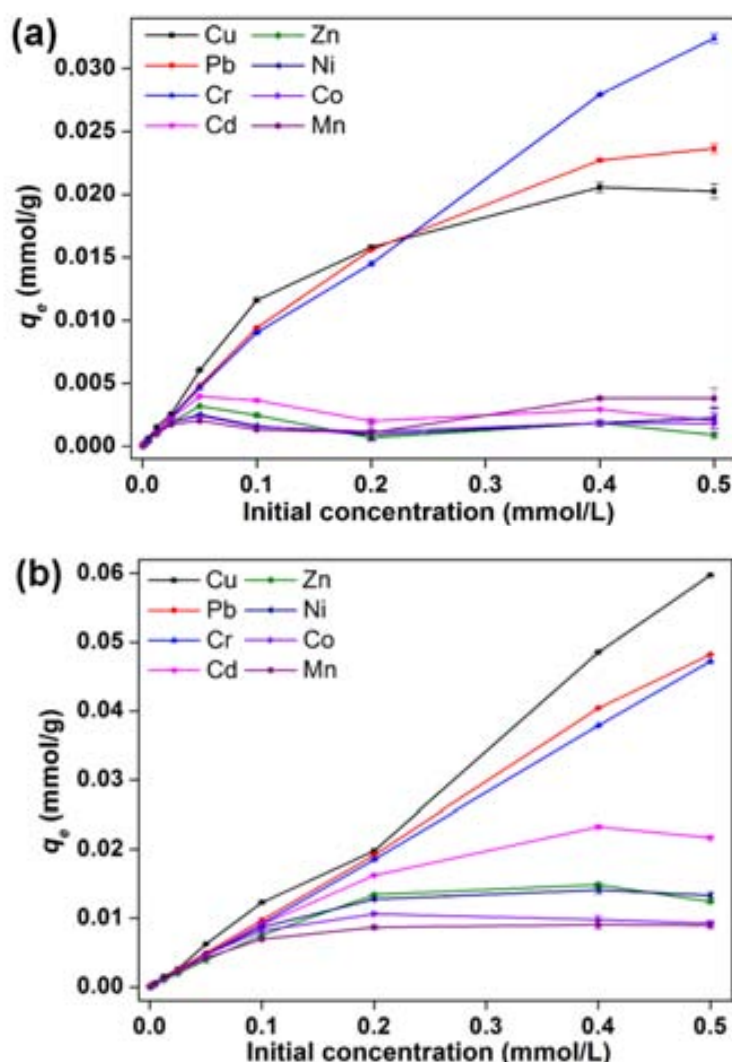 (a)
Cu Zn
Pb Ni
Cr Co
Cd Mn
0.030
0.025
0.020
0.015
0.010
0.005
0.000
qe (mmol/g)
0.0 0.1 0.2 0.3 0.4 0.5
Initial concentration (mmol/L)
(b)
Cu Zn
Pb Ni
Cr Co
Cd Mn
0.06
0.05
0.04
0.03
0.02
0.01
0.00
qe (mmol/g)
0.0 0.1 0.2 0.3 0.4 0.5
Initial concentration (mmol/L)